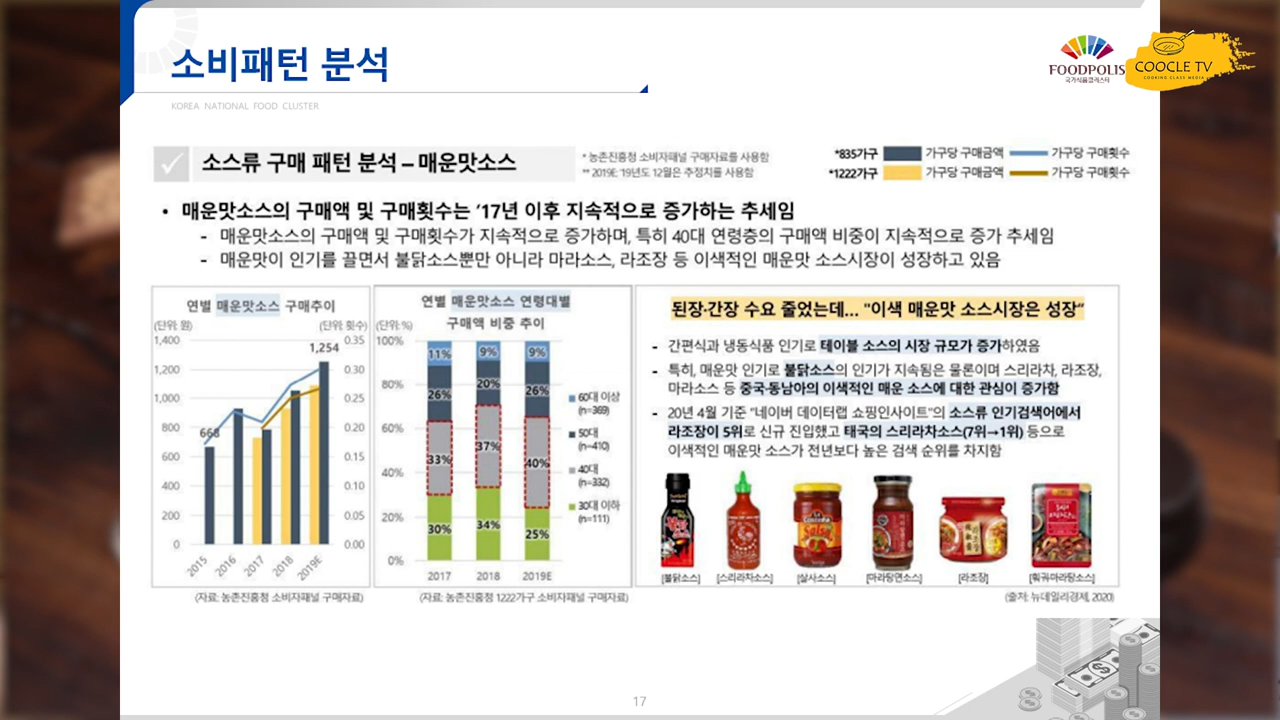 소비패턴 분석
FOODPOLIS
국가식품클러스터
COOCLE TV
COOKING CLASS MEDIA
KOREA NATIONAL FOOD CLUSTER
소스류 구매 패턴 분석 – 매운맛소스
* 농촌진흥청 소비자패널 구매자료를 사용함
** 2019E: '19년도 12월은 추정치를 사용함
*835가구 가구당 구매금액 가구당 구매횟수
*1222가구 가구당 구매금액 가구당 구매횟수
• 매운맛소스의 구매액 및 구매횟수는 '17년 이후 지속적으로 증가하는 추세임
- 매운맛소스의 구매액 및 구매횟수가 지속적으로 증가하며, 특히 40대 연령층의 구매액 비중이 지속적으로 증가 추세임
- 매운맛이 인기를 끌면서 불닭소스뿐만 아니라 마라소스, 라조장 등 이색적인 매운맛 소스시장이 성장하고 있음
연별 매운맛소스 구매추이
(단위: 원) (단위: 횟수)
1,400 0.35
1,254
1,200 0.30
1,000 0.25
800 0.20
668
600 0.15
400 0.10
200 0.05
0 0.00
2015 2016 2017 2018 2019E
(자료: 농촌진흥청 소비자패널 구매자료)
연별 매운맛소스 연령대별
구매액 비중 추이
(단위: %)
100%
80%
60%
40%
20%
0%
11% 9% 9%
26% 20% 26%
33% 37% 40%
30% 34% 25%
2017 2018 2019E
60대 이상
(n=369)
50대
(n=410)
40대
(n=332)
30대 이하
(n=111)
(자료: 농촌진흥청 1222가구 소비자패널 구매자료)
된장·간장 수요 줄었는데… "이색 매운맛 소스시장은 성장"
- 간편식과 냉동식품 인기로 테이블 소스의 시장 규모가 증가하였음
- 특히, 매운맛 인기로 불닭소스의 인기가 지속됨은 물론이며 스리라차, 라조장,
마라소스 등 중국·동남아의 이색적인 매운 소스에 대한 관심이 증가함
- 20년 4월 기준 "네이버 데이터랩 쇼핑인사이트"의 소스류 인기검색어에서
라조장이 5위로 신규 진입했고 태국의 스리라차소스(7위→1위) 등으로
이색적인 매운맛 소스가 전년보다 높은 검색 순위를 차지함
[불닭소스] [스리라차소스] [살사소스] [마라탕면소스] [라조장] [훠궈마라탕소스]
(출처: 뉴데일리경제, 2020)
17